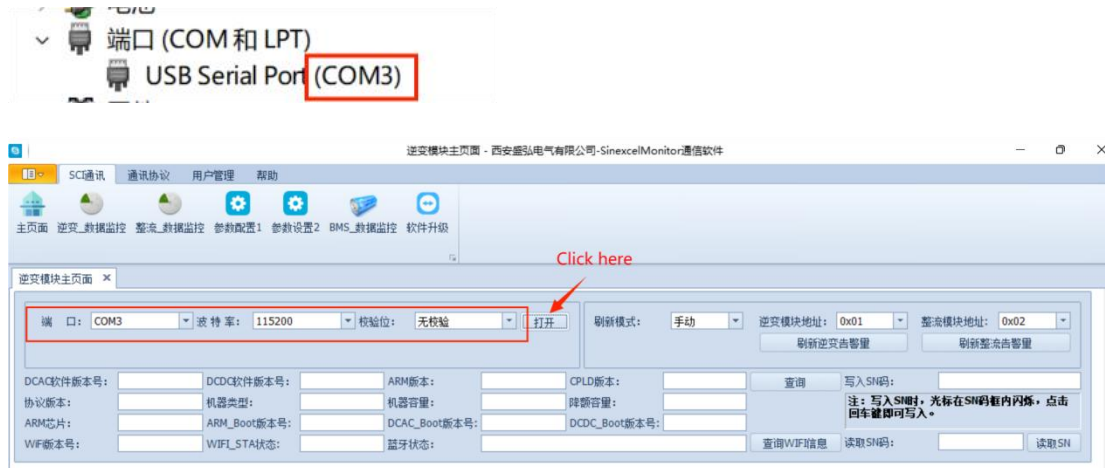 端口 (COM 和 LPT)
USB Serial Port (COM3)
逆变模块主页面 - 西安盛弘电气有限公司-SinexcelMonitor通信软件
SCI通讯 通讯协议 用户管理 帮助
主页面 逆变_数据监控 整流_数据监控 参数配置1 参数设置2 BMS_数据监控 软件升级
Click here
逆变模块主页面
端 口: COM3 波特率: 115200 校验位: 无校验 打开 刷新模式: 手动 逆变模块地址: 0x01 整流模块地址: 0x02
刷新逆变告警量 刷新整流告警量
DCAC软件版本号: DCDC软件版本号: ARM版本: CPLD版本: 查询 写入SN码:
协议版本: 机器类型: 机器容量: 降额容量: 注：写入SN时，光标在SN码框内闪烁，点击
回车键即可写入。
ARM芯片: ARM_Boot版本号: DCAC_Boot版本号: DCDC_Boot版本号:
WiFi版本号: WIFI_STA状态: 蓝牙状态: 查询WIFI信息 读取SN码: 读取SN